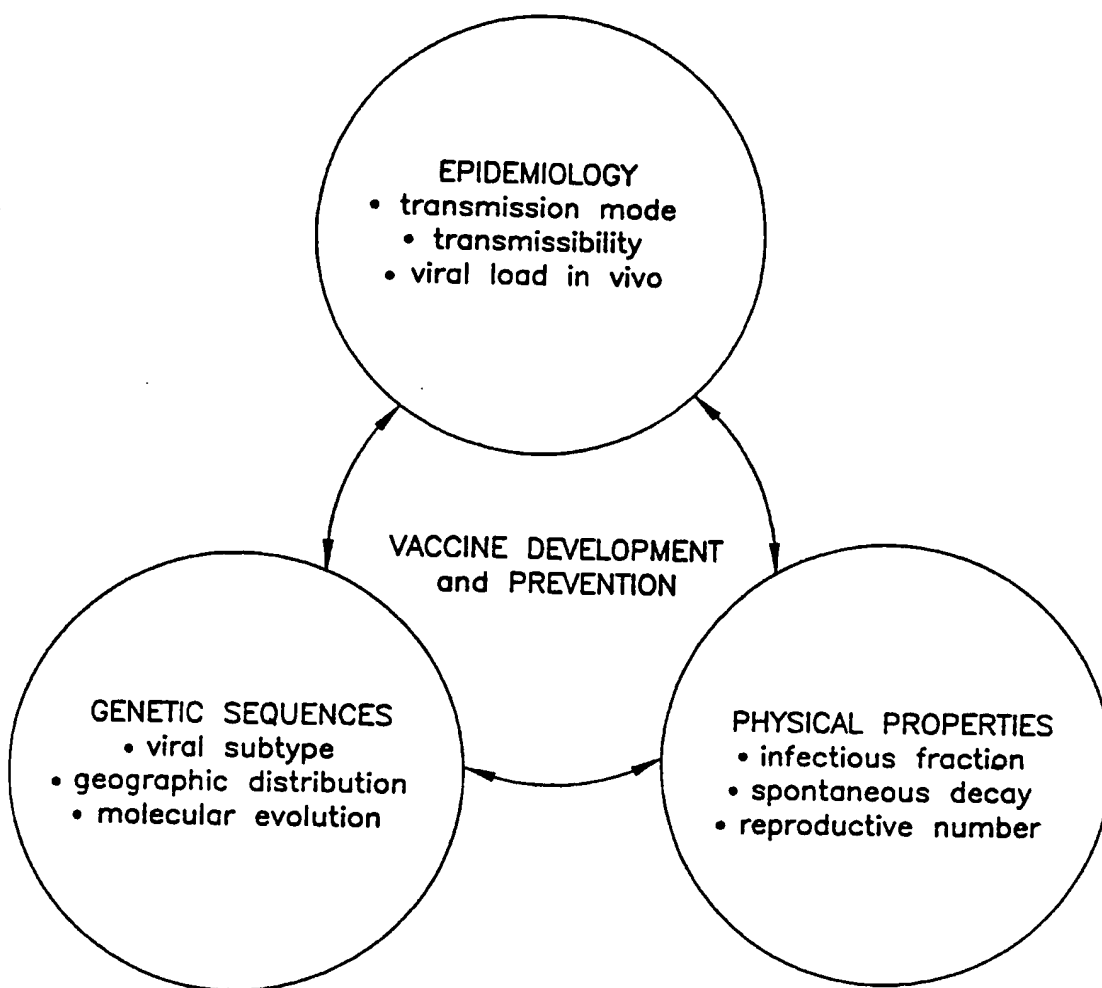 EPIDEMIOLOGY
• transmission mode
• transmissibility
• viral load in vivo
VACCINE DEVELOPMENT
and PREVENTION
GENETIC SEQUENCES
• viral subtype
• geographic distribution
• molecular evolution
PHYSICAL PROPERTIES
• infectious fraction
• spontaneous decay
• reproductive number